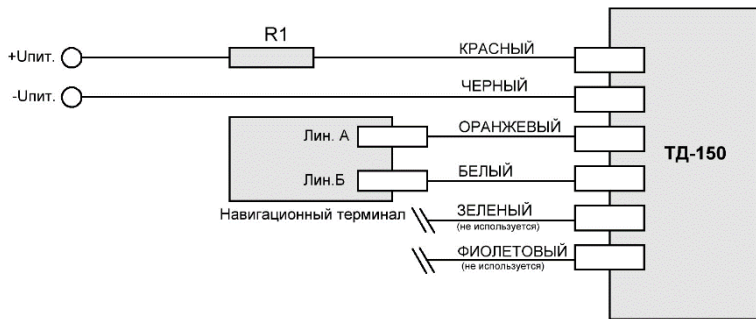 R1
КРАСНЫЙ
+Uпит.
ЧЕРНЫЙ
-Uпит.
ОРАНЖЕВЫЙ
Лин. А
ТД-150
БЕЛЫЙ
Лин.Б
Навигационный терминал
ЗЕЛЕНЫЙ
(не используется)
ФИОЛЕТОВЫЙ
(не используется)